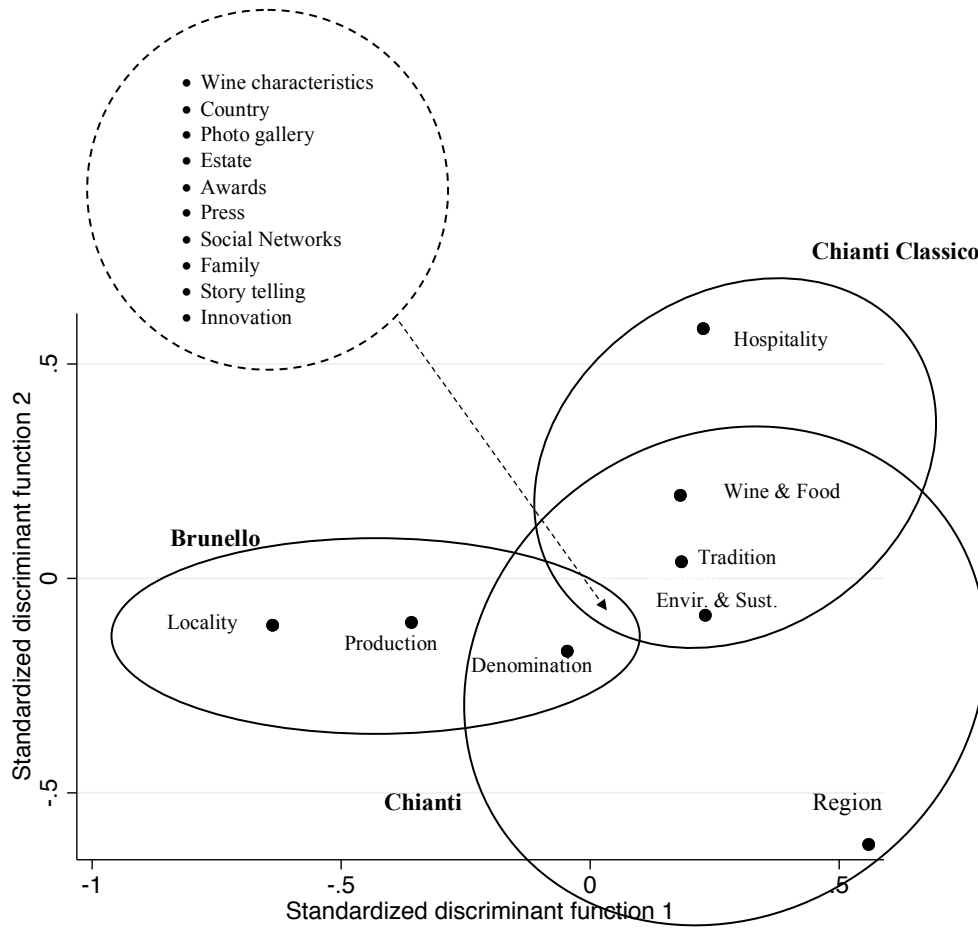 • Wine characteristics
• Country
• Photo gallery
• Estate
• Awards
• Press
• Social Networks
• Family
• Story telling
• Innovation
Chianti Classico
Hospitality
.5
Wine & Food
Brunello
Tradition
0
Envir. & Sust.
Locality
Production
Denomination
Standardized discriminant function 2
-.5
Chianti
Region
-1
-.5
0
.5
Standardized discriminant function 1